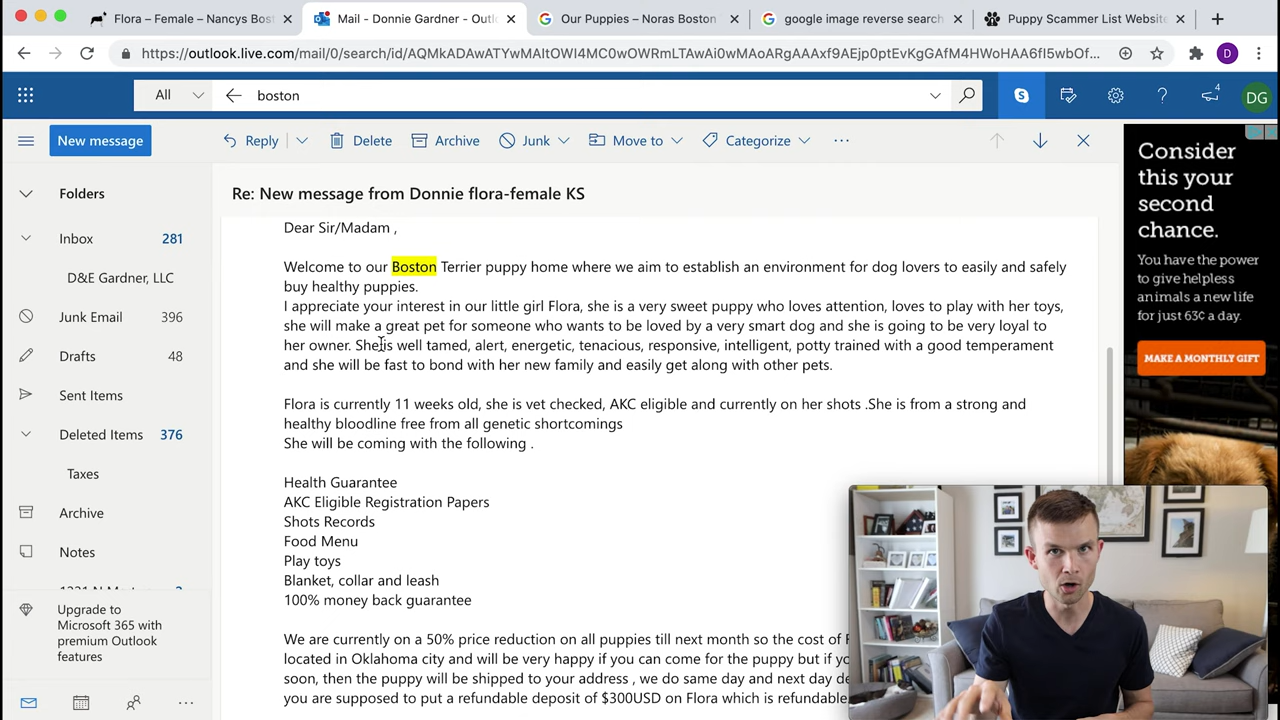 Flora – Female – Nancys Bos
Mail - Donnie Gardner - Outl
Our Puppies – Noras Boston
google image reverse search
Puppy Scammer List Website
https://outlook.live.com/mail/0/search/id/AQMkADAwATYwMAItOWI4MC0wOWRmLTAwAi0wMAoARgAAAxf9AEjp0ptEvKgGAfM4HWoHAA6fI5wbOf...
D
All
boston
DG
New message
Reply
Delete
Archive
Junk
Move to
Categorize
Folders
Inbox 281
D&E Gardner, LLC
Junk Email 396
Drafts 48
Sent Items
Deleted Items 376
Taxes
Archive
Notes
Upgrade to
Microsoft 365 with
premium Outlook
features
Re: New message from Donnie flora-female KS
Dear Sir/Madam ,
Welcome to our Boston Terrier puppy home where we aim to establish an environment for dog lovers to easily and safely
buy healthy puppies.
I appreciate your interest in our little girl Flora, she is a very sweet puppy who loves attention, loves to play with her toys,
she will make a great pet for someone who wants to be loved by a very smart dog and she is going to be very loyal to
her owner. She is well tamed, alert, energetic, tenacious, responsive, intelligent, potty trained with a good temperament
and she will be fast to bond with her new family and easily get along with other pets.
Flora is currently 11 weeks old, she is vet checked, AKC eligible and currently on her shots .She is from a strong and
healthy bloodline free from all genetic shortcomings
She will be coming with the following .
Health Guarantee
AKC Eligible Registration Papers
Shots Records
Food Menu
Play toys
Blanket, collar and leash
100% money back guarantee
We are currently on a 50% price reduction on all puppies till next month so the cost of
located in Oklahoma city and will be very happy if you can come for the puppy but if yo
soon, then the puppy will be shipped to your address , we do same day and next day de
you are supposed to put a refundable deposit of $300USD on Flora which is refundable
Consider
this your
second
chance.
You have the
power to give helpless
animals a new life
for just 63¢ a day.
MAKE A MONTHLY GIFT